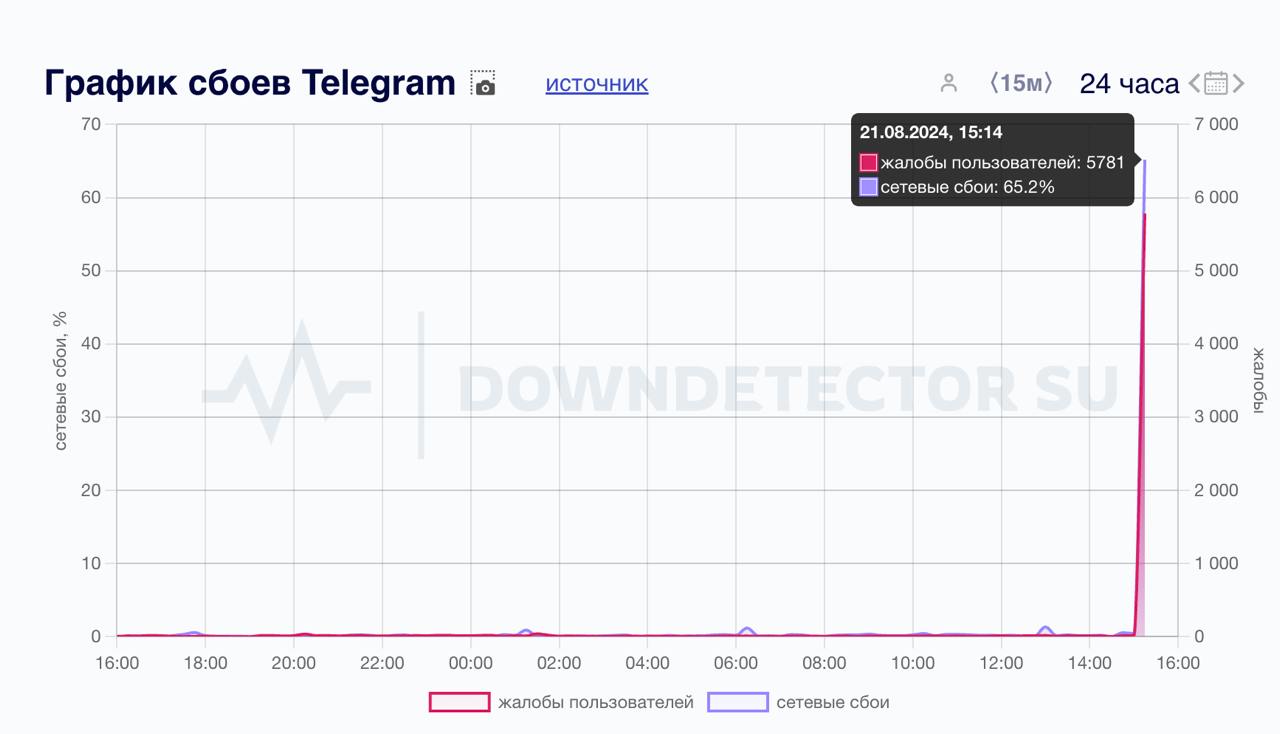 График сбоев Telegram
источник
⟨15м⟩
24 часа
21.08.2024, 15:14
жалобы пользователей: 5781
сетевые сбои: 65.2%
70
60
50
40
30
20
10
0
сетевые сбои, %
7 000
6 000
5 000
4 000
3 000
2 000
1 000
0
жалобы
DOWNDETECTOR SU
16:00 18:00 20:00 22:00 00:00 02:00 04:00 06:00 08:00 10:00 12:00 14:00 16:00
жалобы пользователей сетевые сбои